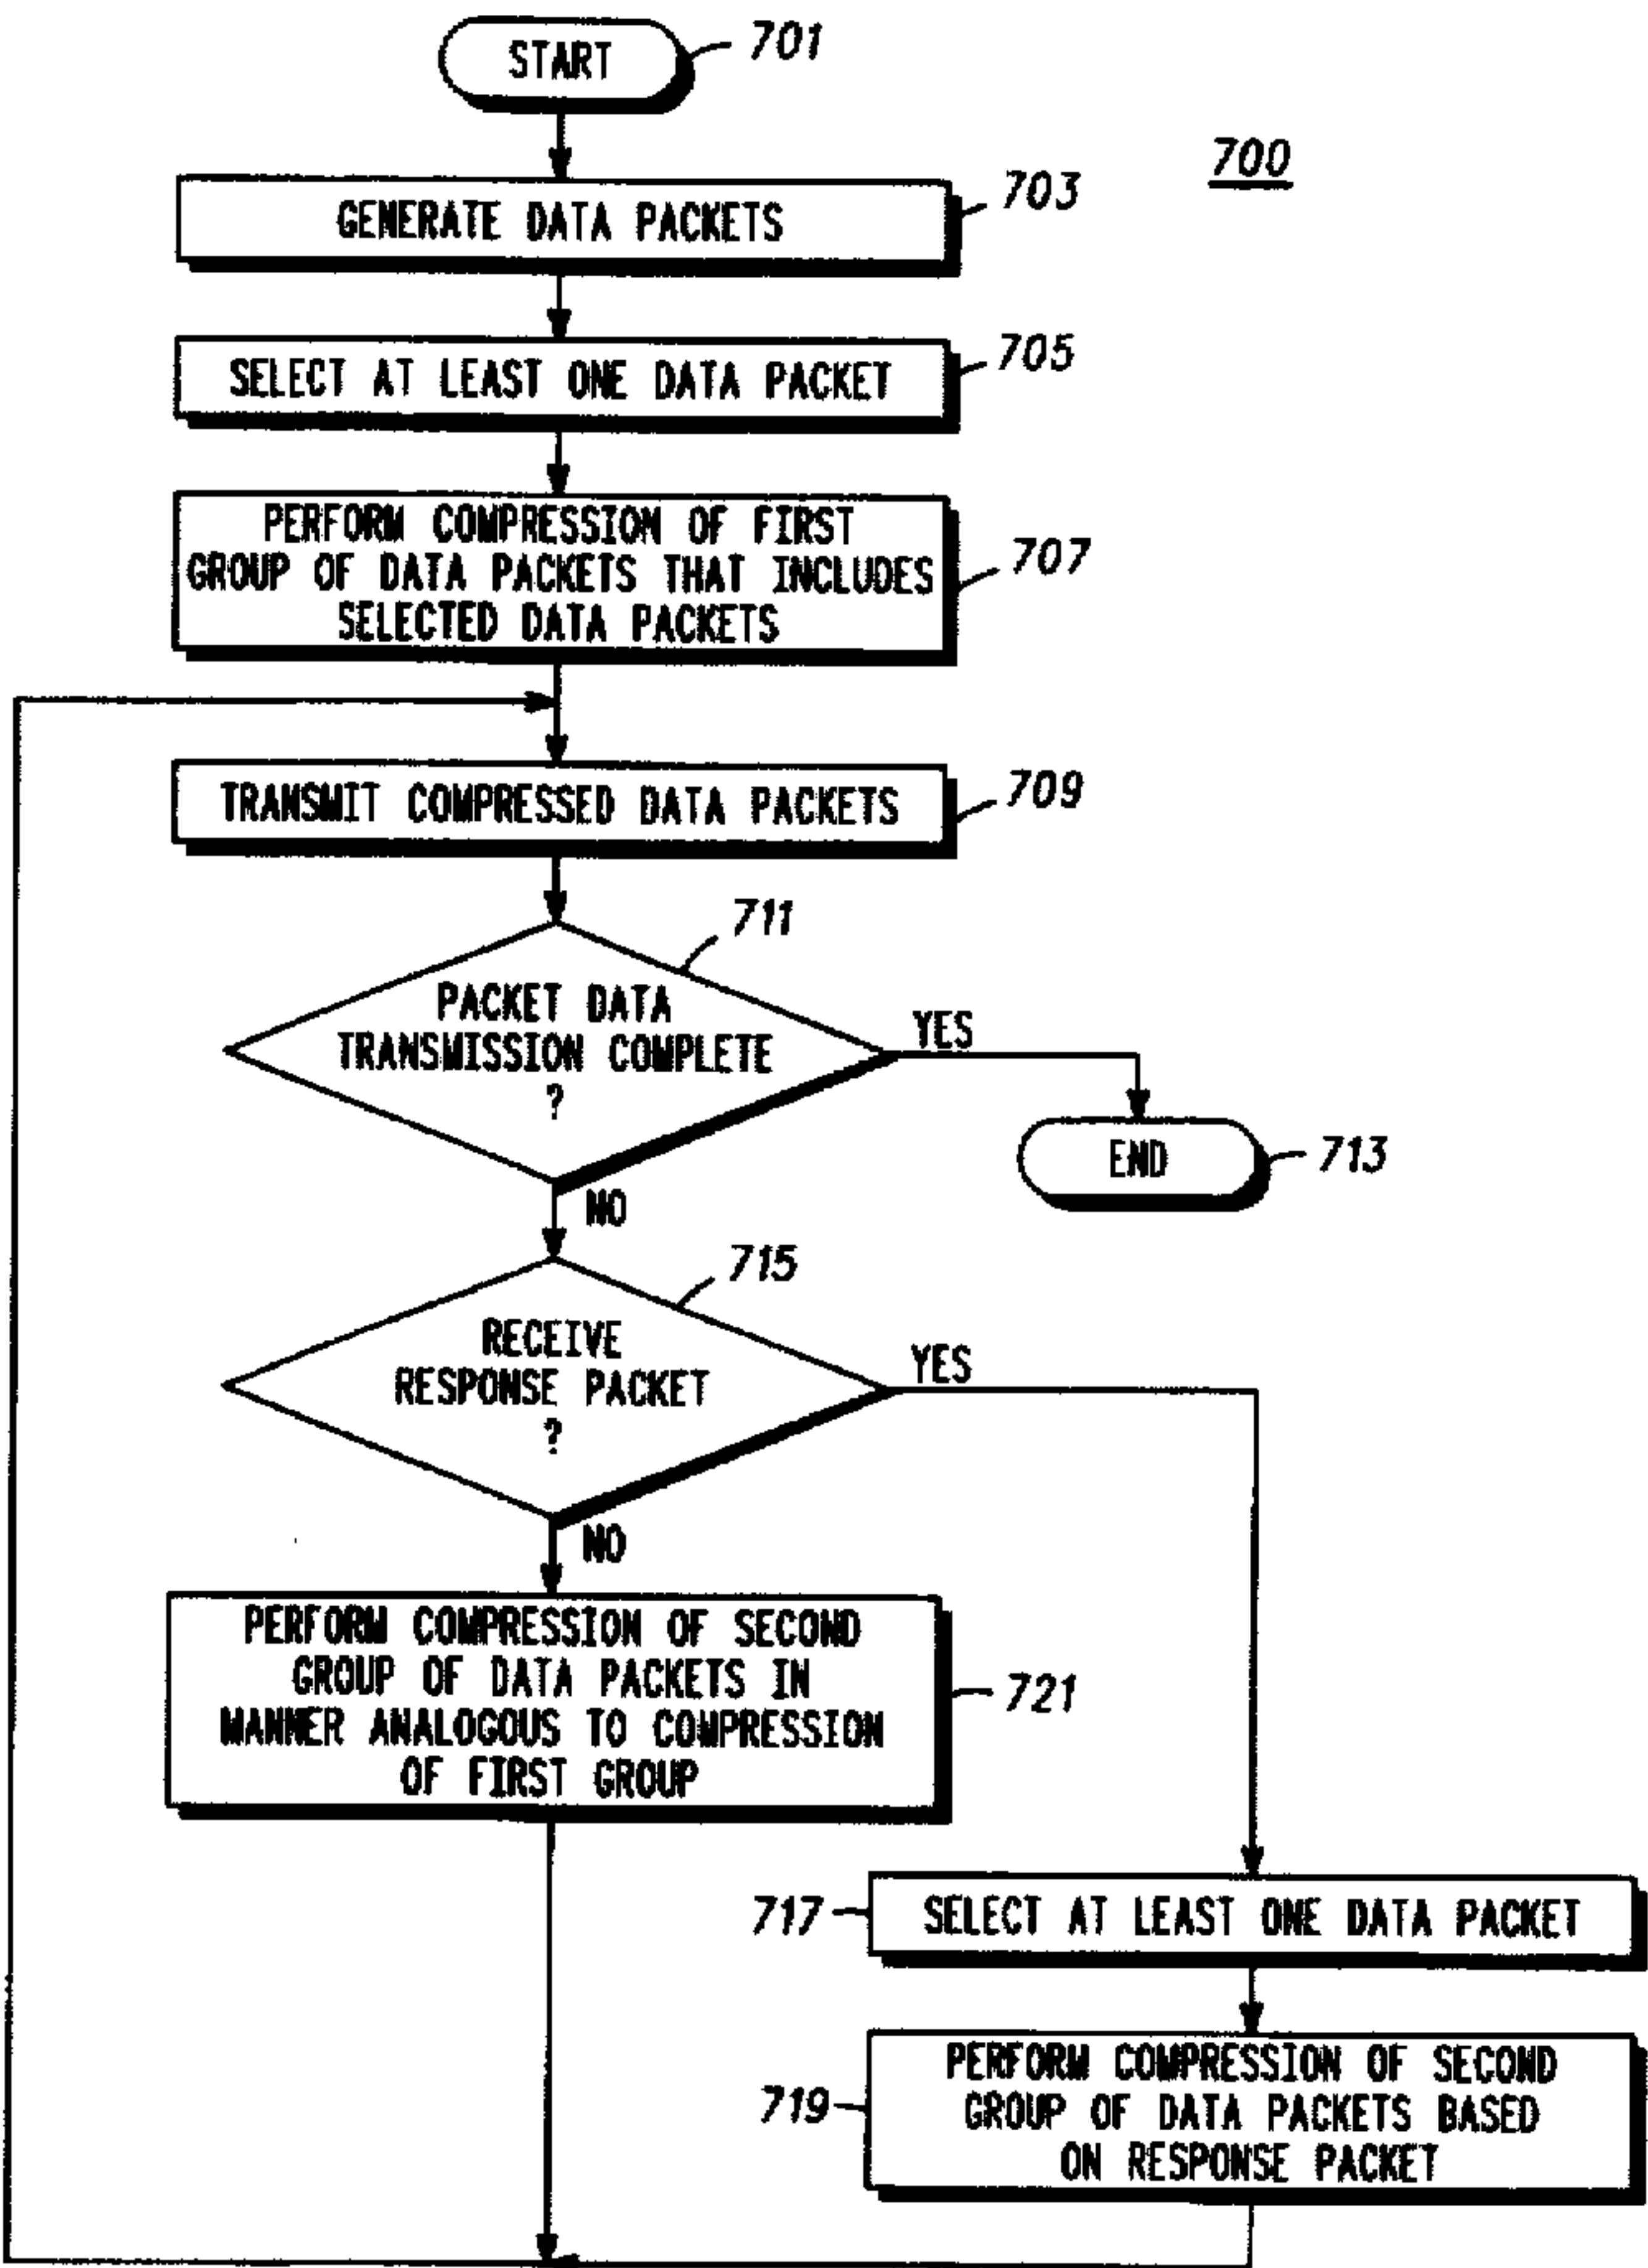 START
701
700
GENERATE DATA PACKETS
703
SELECT AT LEAST ONE DATA PACKET
705
PERFORM COMPRESSION OF FIRST
GROUP OF DATA PACKETS THAT INCLUDES
SELECTED DATA PACKETS
707
TRANSMIT COMPRESSED DATA PACKETS
709
711
PACKET DATA
TRANSMISSION COMPLETE
?
YES
END
713
NO
715
RECEIVE
RESPONSE PACKET
?
YES
NO
PERFORM COMPRESSION OF SECOND
GROUP OF DATA PACKETS IN
MANNER ANALOGOUS TO COMPRESSION
OF FIRST GROUP
721
717
SELECT AT LEAST ONE DATA PACKET
719
PERFORM COMPRESSION OF SECOND
GROUP OF DATA PACKETS BASED
ON RESPONSE PACKET